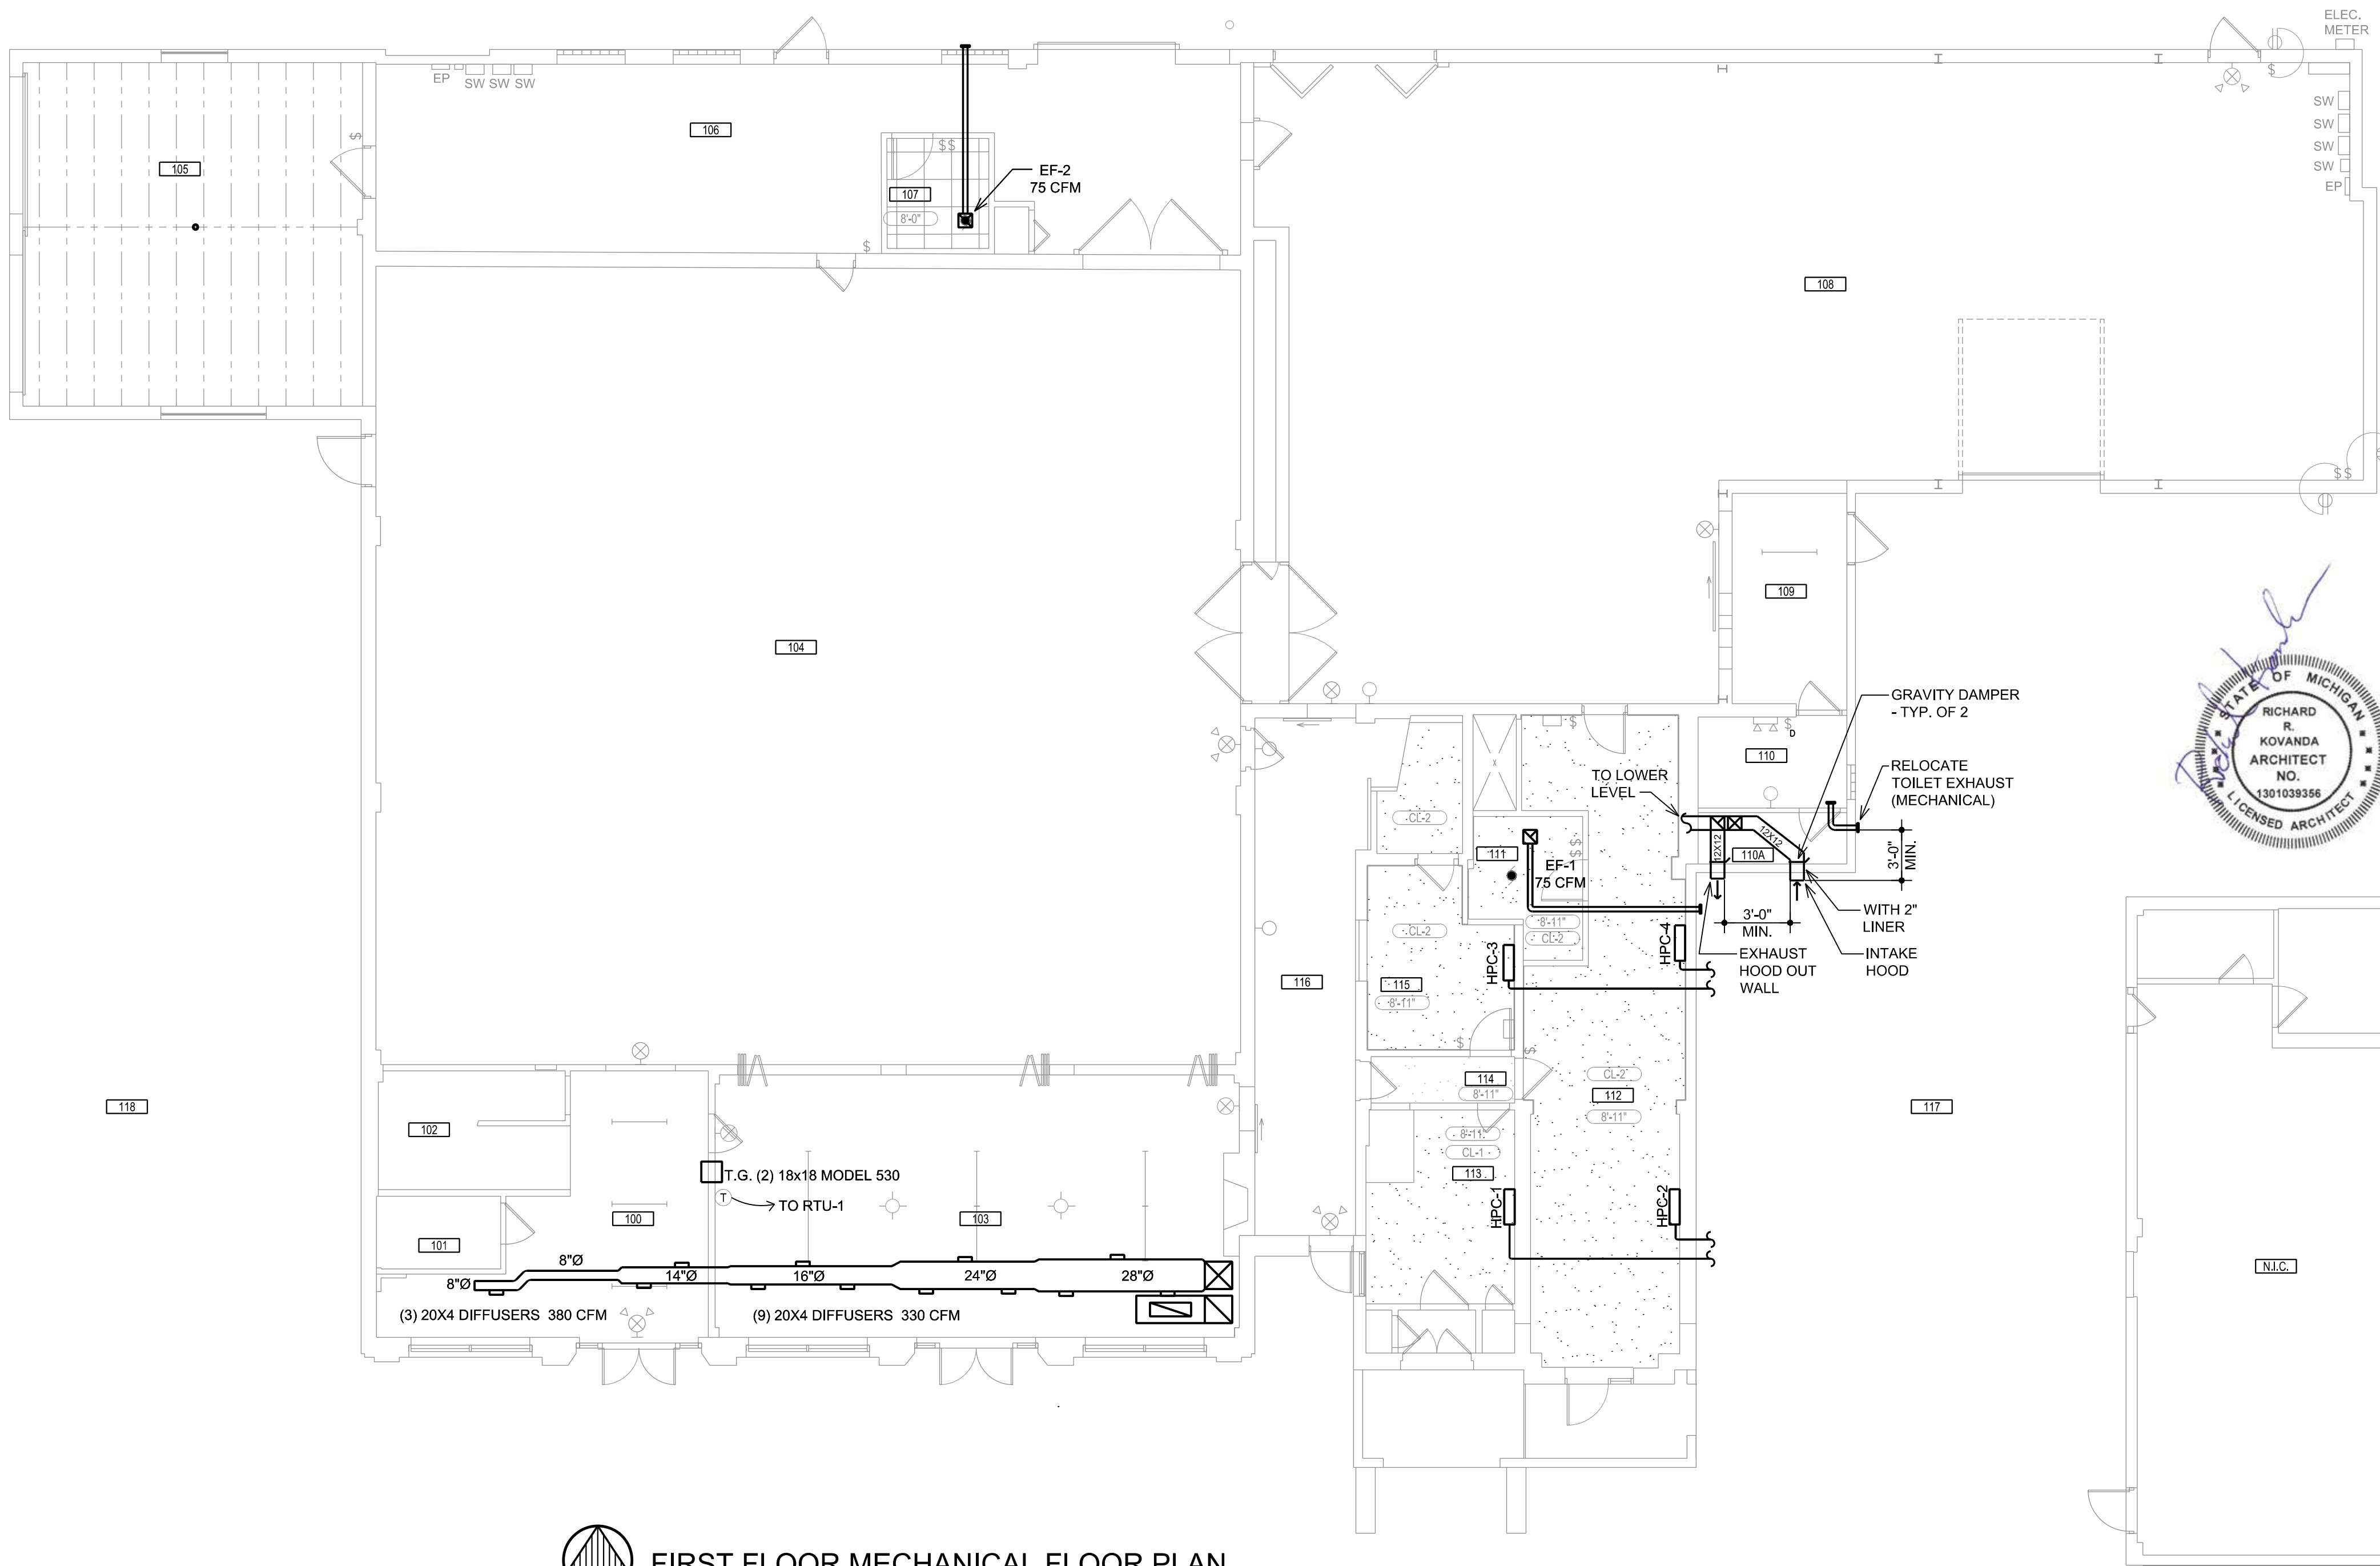 ELEC.
METER
EP
SW SW SW
SW
SW
SW
SW
EP
$
$
105
106
$$
107
8'-0"
EF-2
75 CFM
$
108
$$
104
109
GRAVITY DAMPER
- TYP. OF 2
$
D
110
RELOCATE
TOILET EXHAUST
(MECHANICAL)
TO LOWER
LEVEL
12X12
12X12
110A
3'-0"
MIN.
3'-0"
MIN.
WITH 2"
LINER
INTAKE
HOOD
EXHAUST
HOOD OUT
WALL
STATE OF MICHIGAN
RICHARD
R.
KOVANDA
ARCHITECT
NO.
1301039356
LICENSED ARCHITECT
$
X
CL-2
111
$$
EF-1
75 CFM
8'-11"
CL-2
CL-2
HPC-3
HPC-4
115
8'-11"
116
$
$
114
8'-11"
CL-2
112
8'-11"
8'-11"
CL-1
113
HPC-1
HPC-2
117
118
102
T.G. (2) 18x18 MODEL 530
T
TO RTU-1
100
103
101
8"Ø
8"Ø
14"Ø
16"Ø
24"Ø
28"Ø
(3) 20X4 DIFFUSERS 380 CFM
(9) 20X4 DIFFUSERS 330 CFM
N.I.C.
FIRST FLOOR MECHANICAL FLOOR PLAN